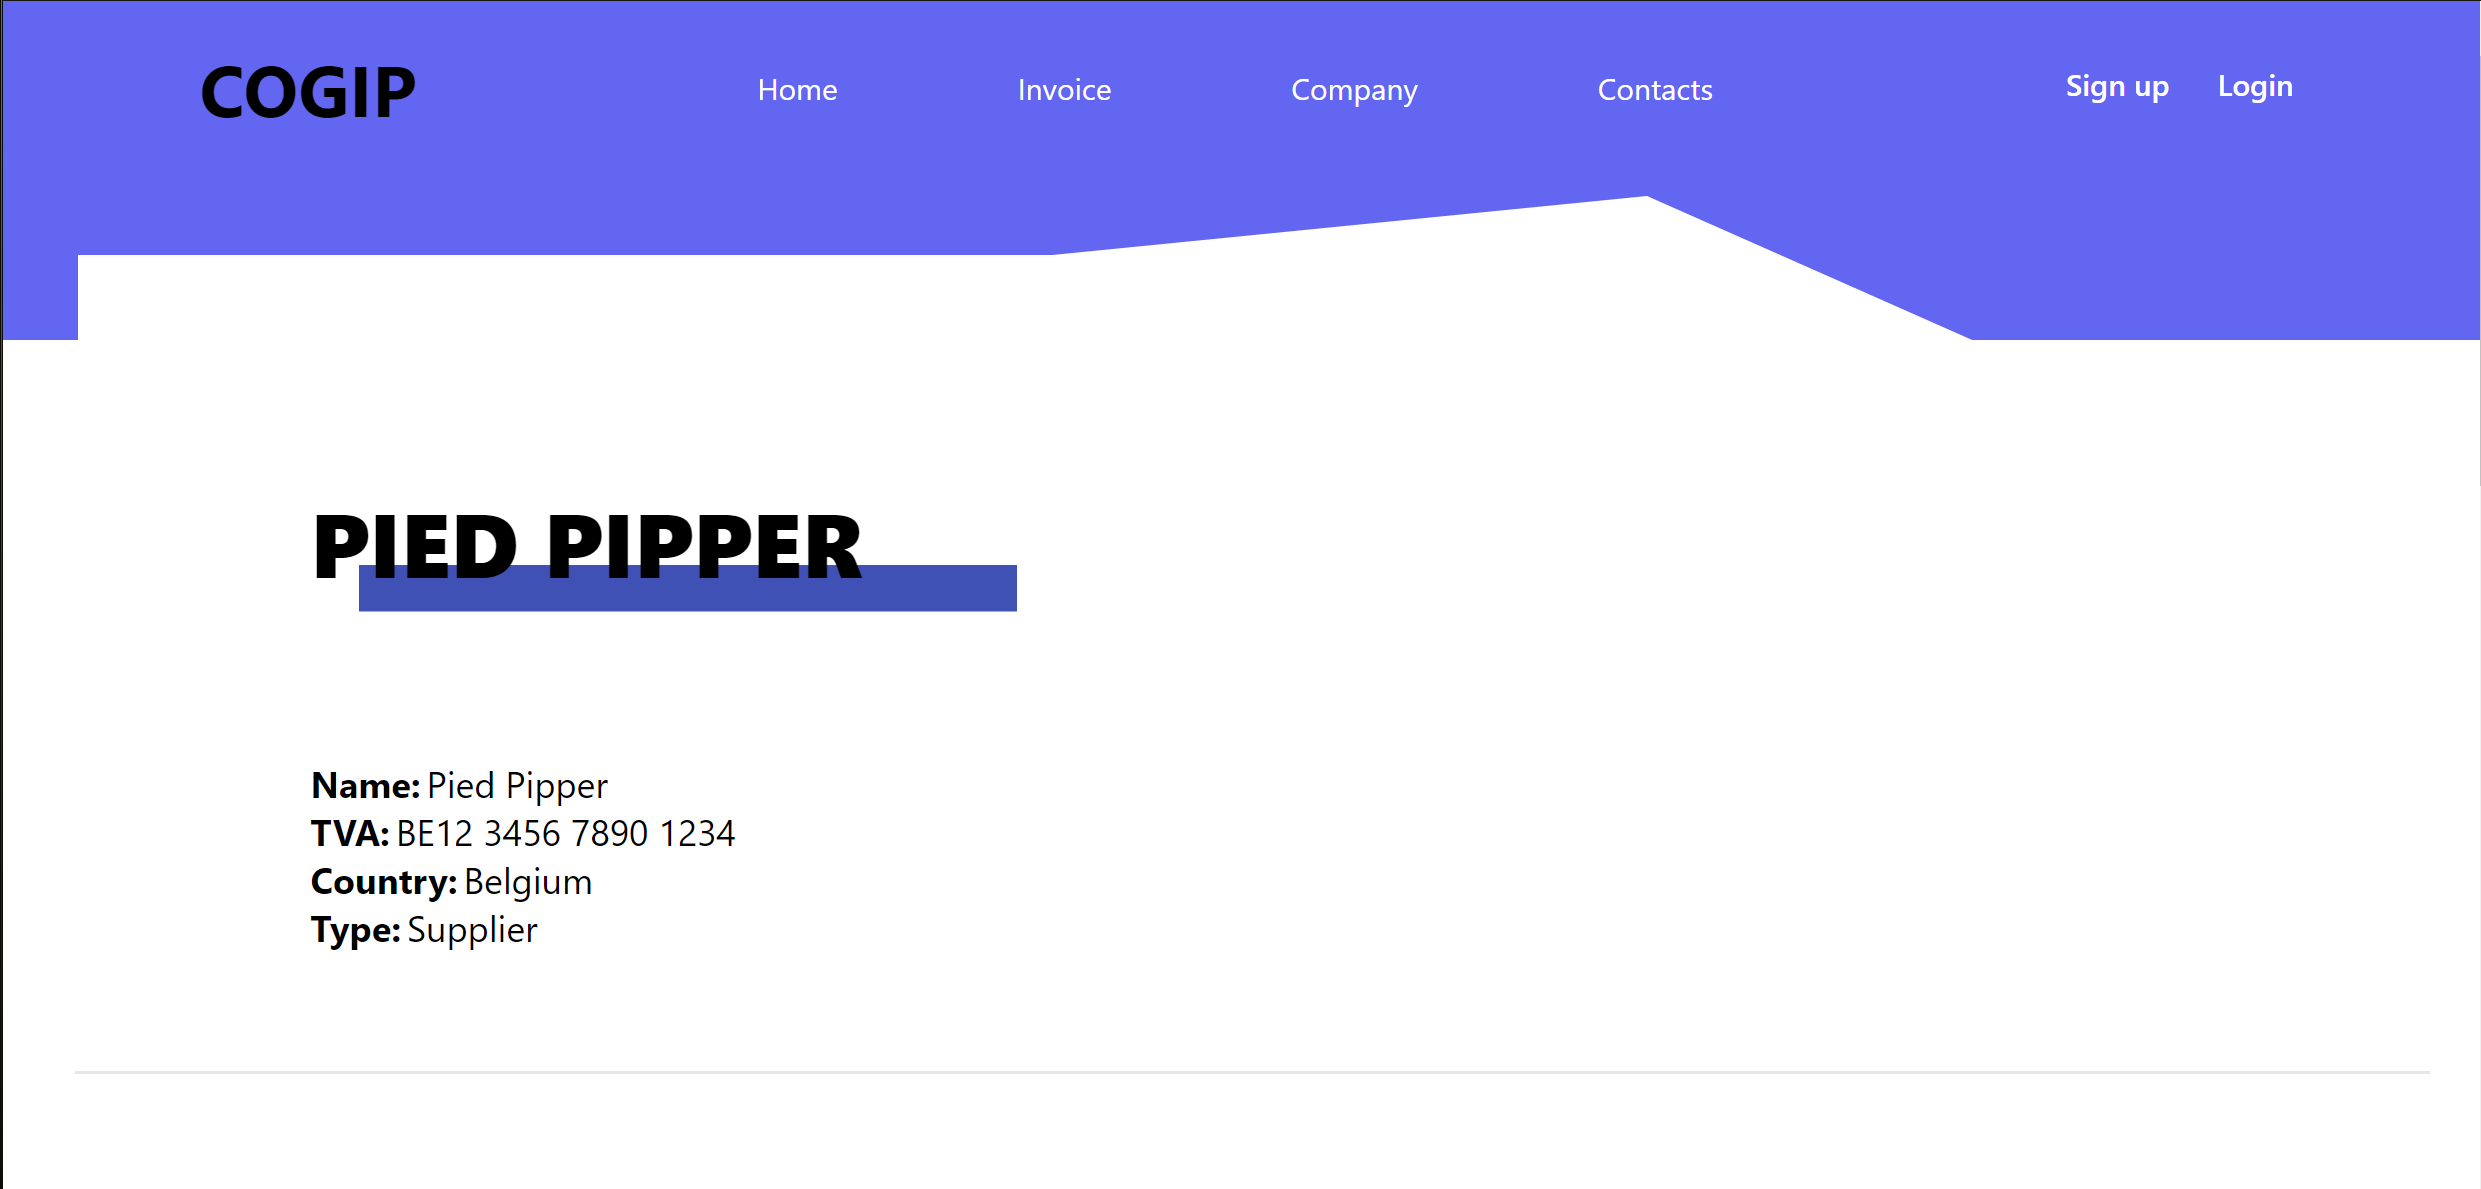 COGIP
Home Invoice Company Contacts
Sign up Login
PIED PIPPER
Name: Pied Pipper
TVA: BE12 3456 7890 1234
Country: Belgium
Type: Supplier